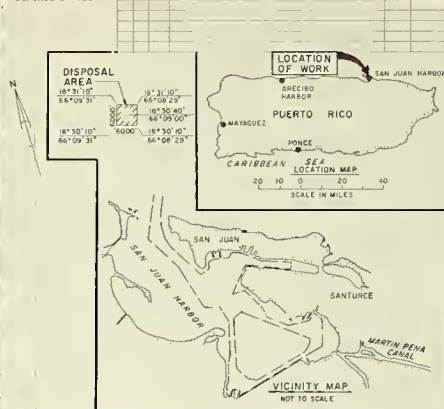 DISPOSAL
AREA
18° 31' 10"
66° 09' 31"
18° 31' 10"
66° 08' 29"
18° 30' 40"
66° 09' 00"
6000'
6000'
18° 30' 10"
66° 09' 31"
18° 30' 10"
66° 08' 29"
N
LOCATION
OF WORK
SAN JUAN HARBOR
ARECIBO
HARBOR
PUERTO RICO
MAYAGUEZ
PONCE
CARIBBEAN SEA
LOCATION MAP
20 0 20 40
SCALE IN MILES
SAN JUAN
SAN JUAN HARBOR
SANTURCE
MARTIN PENA
CANAL
VICINITY MAP
NOT TO SCALE